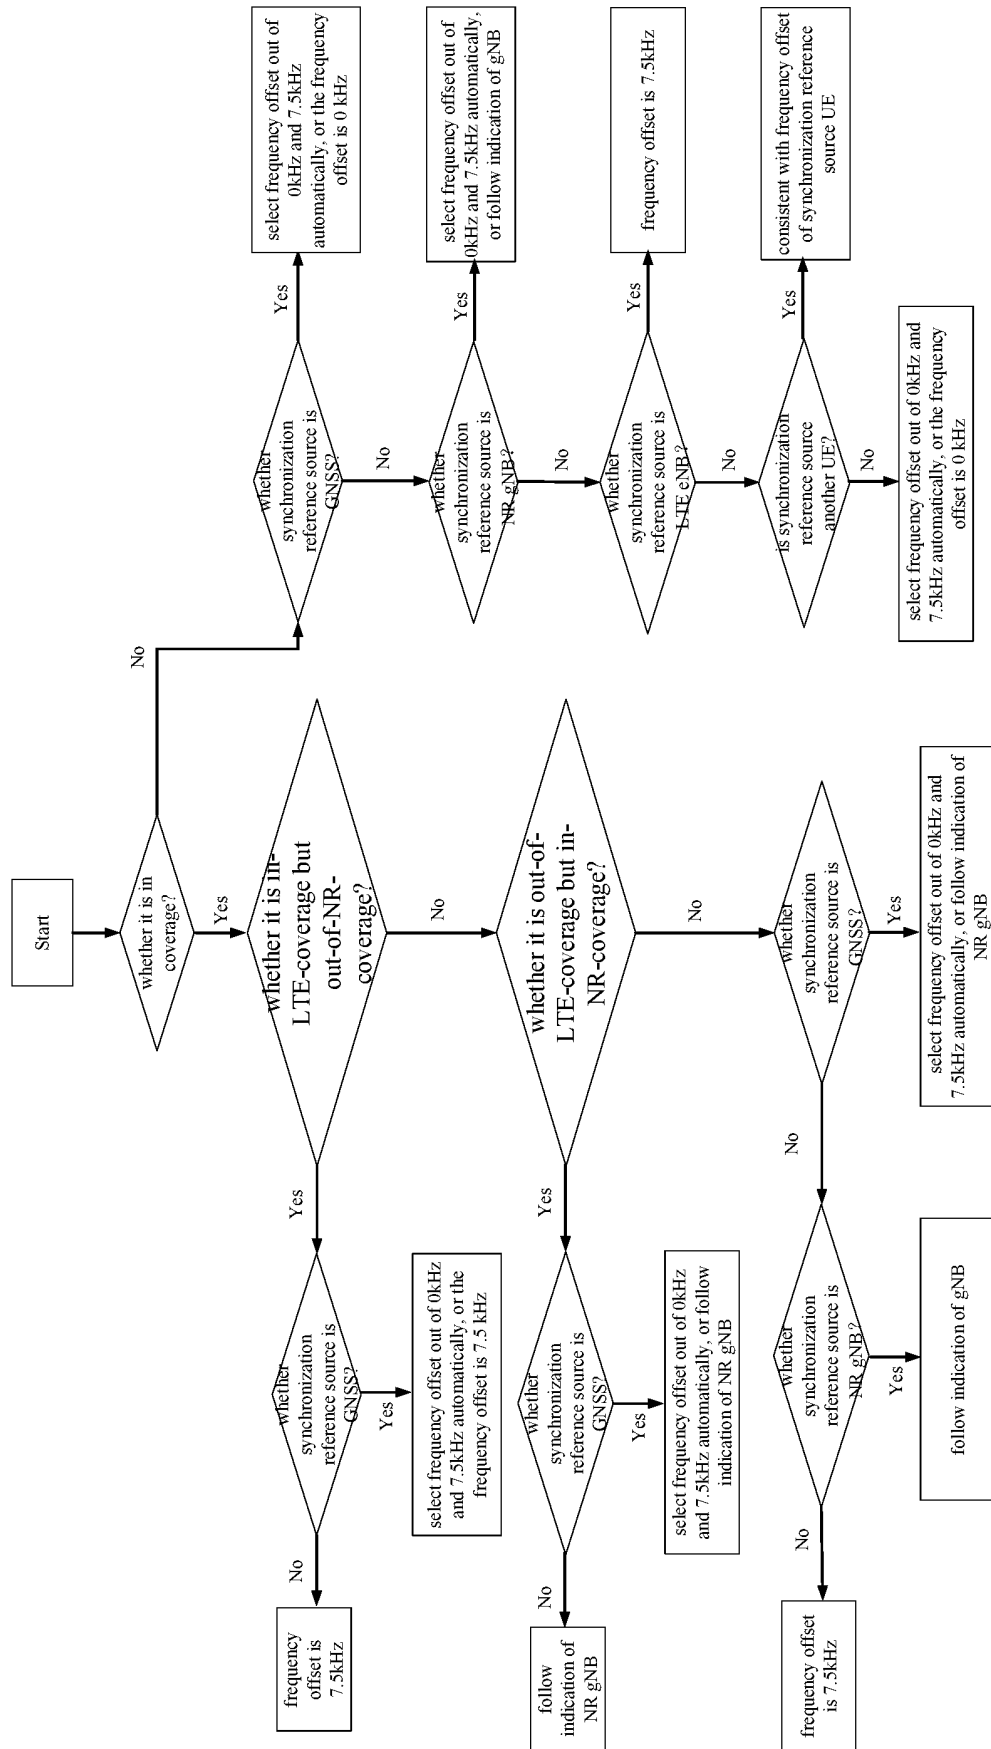 Start
whether it is in
coverage?
No
Yes
whether it is in-
LTE-coverage but
out-of-NR-
coverage?
Yes
No
whether
synchronization
reference source is
GNSS?
No
Yes
frequency
offset is
7.5kHz
select frequency offset out of 0kHz
and 7.5kHz automatically, or the
frequency offset is 7.5 kHz
whether it is out-of-
LTE-coverage but in-
NR-coverage?
Yes
No
whether
synchronization
reference source is
GNSS?
No
Yes
follow
indication of
NR gNB
select frequency offset out of 0kHz
and 7.5kHz automatically, or follow
indication of NR gNB
whether
synchronization
reference source is
GNSS?
No
Yes
select frequency offset out of 0kHz and
7.5kHz automatically, or follow indication of
NR gNB
whether
synchronization
reference source is
NR gNB?
No
Yes
frequency offset
is 7.5kHz
follow indication of gNB
whether
synchronization
reference source is
GNSS?
Yes
No
select frequency offset out of
0kHz and 7.5kHz
automatically, or the frequency
offset is 0 kHz
whether
synchronization
reference source is
NR gNB?
Yes
No
select frequency offset out of
0kHz and 7.5kHz automatically,
or follow indication of gNB
whether
synchronization
reference source is
LTE eNB?
Yes
No
frequency offset is 7.5kHz
is synchronization
reference source
another UE?
Yes
No
consistent with frequency offset
of synchronization reference
source UE
select frequency offset out of 0kHz and
7.5kHz automatically, or the frequency
offset is 0 kHz